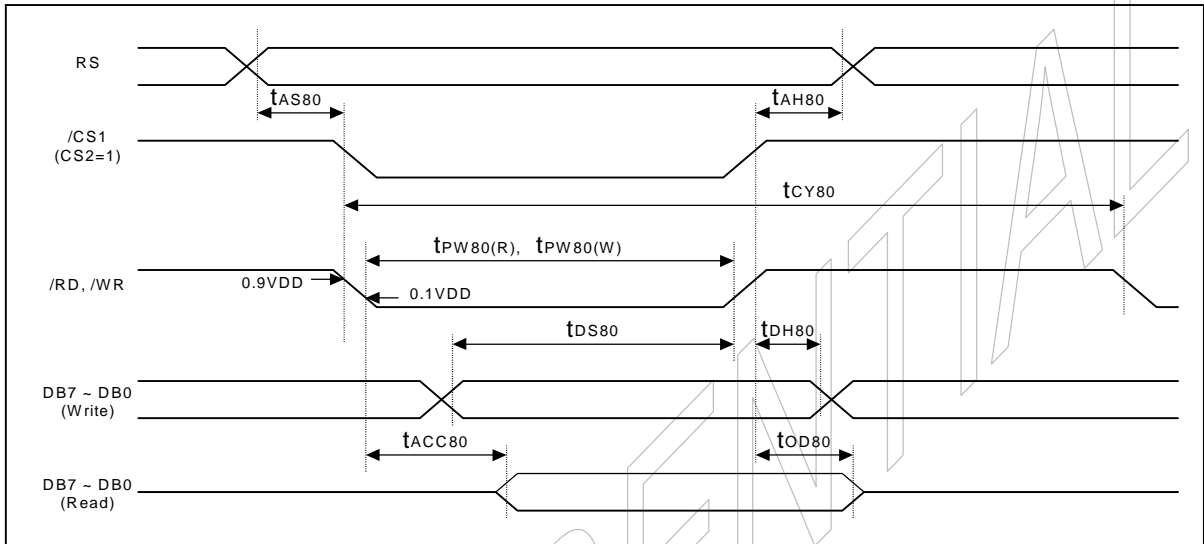 RS
tAS80
tAH80
/CS1
(CS2=1)
tCY80
tPW80(R), tPW80(W)
/RD, /WR
0.9VDD
0.1VDD
tDS80
tDH80
DB7 ~ DB0
(Write)
tACC80
tOD80
DB7 ~ DB0
(Read)
ENTIAL